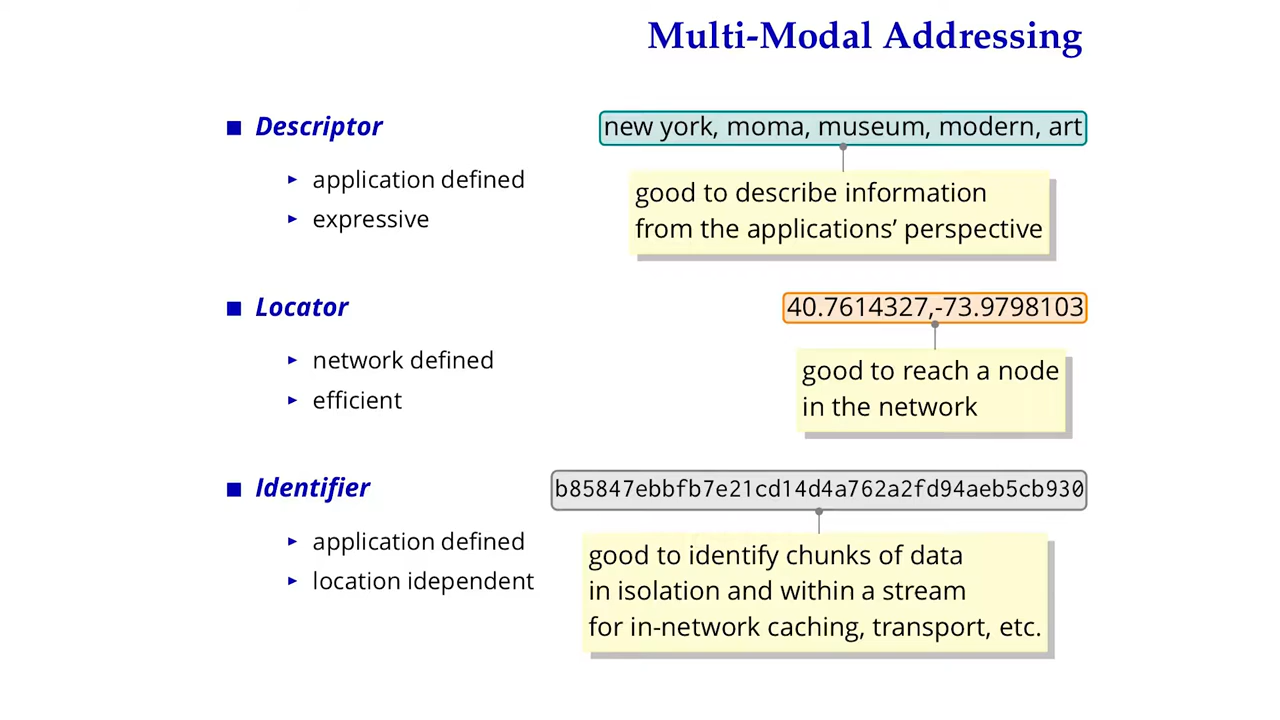 Multi-Modal Addressing
Descriptor
new york, moma, museum, modern, art
application defined
expressive
good to describe information
from the applications’ perspective
Locator
40.7614327,-73.9798103
network defined
efficient
good to reach a node
in the network
Identifier
b85847ebbfb7e21cd14d4a762a2fd94aeb5cb930
application defined
location idependent
good to identify chunks of data
in isolation and within a stream
for in-network caching, transport, etc.